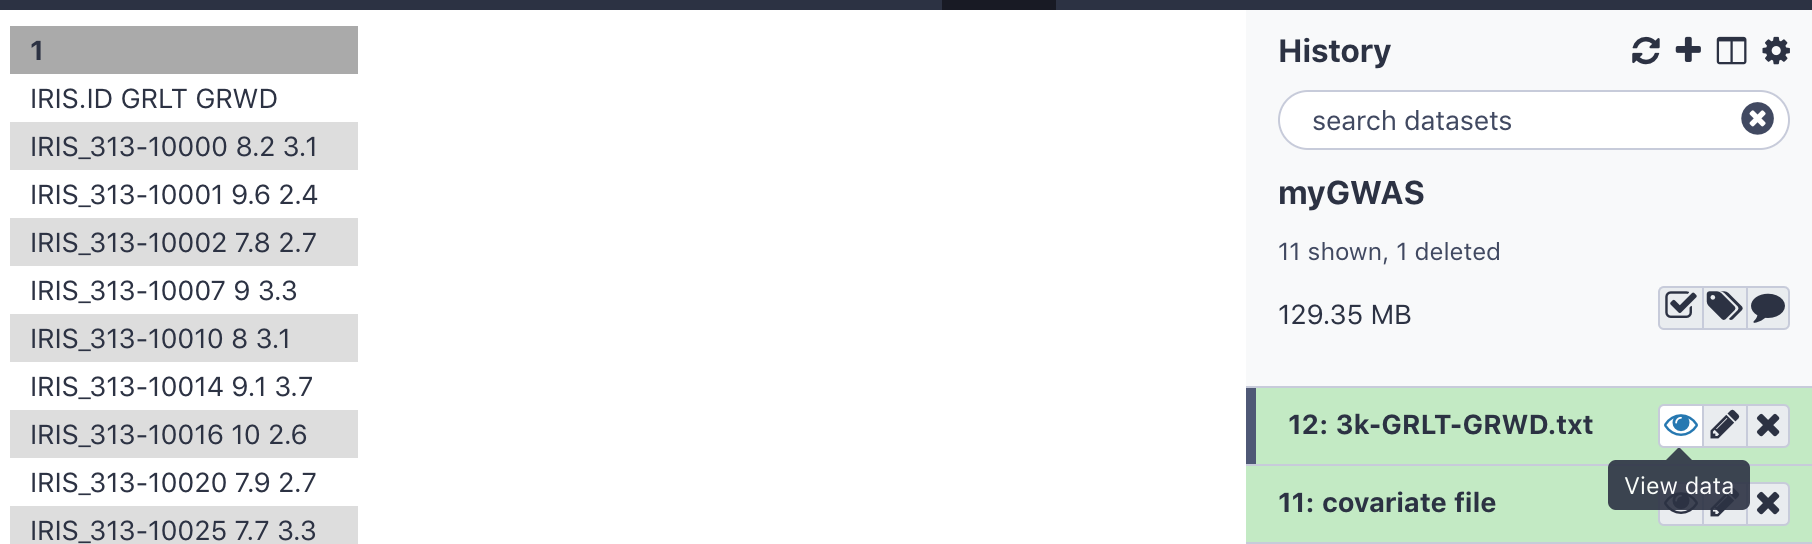 1
IRIS.ID GRLT GRWD
IRIS_313-10000 8.2 3.1
IRIS_313-10001 9.6 2.4
IRIS_313-10002 7.8 2.7
IRIS_313-10007 9 3.3
IRIS_313-10010 8 3.1
IRIS_313-10014 9.1 3.7
IRIS_313-10016 10 2.6
IRIS_313-10020 7.9 2.7
IRIS_313-10025 7.7 3.3
History
search datasets
myGWAS
11 shown, 1 deleted
129.35 MB
12: 3k-GRLT-GRWD.txt
View data
11: covariate file